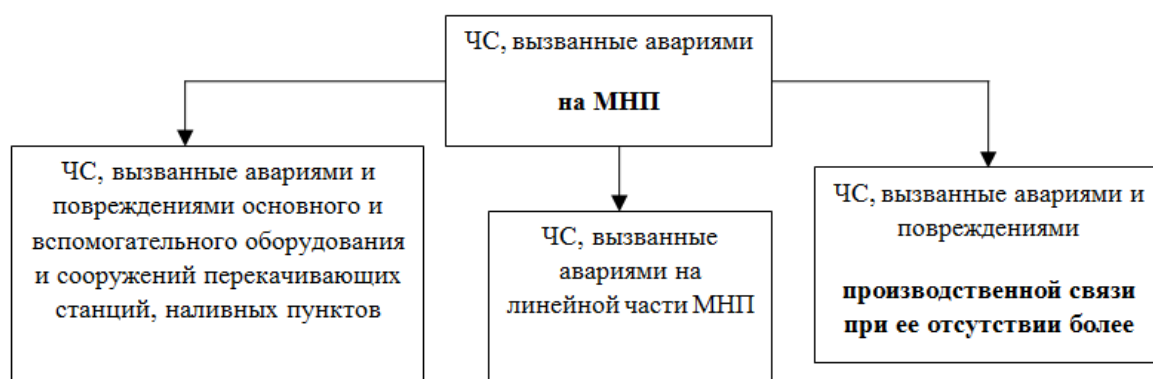 ЧС, вызванные авариями
на МНП
ЧС, вызванные авариями и
повреждениями основного и
вспомогательного оборудования
и сооружений перекачивающих
станций, наливных пунктов
ЧС, вызванные
авариями на
линейной части МНП
ЧС, вызванные авариями и
повреждениями
производственной связи
при ее отсутствии более